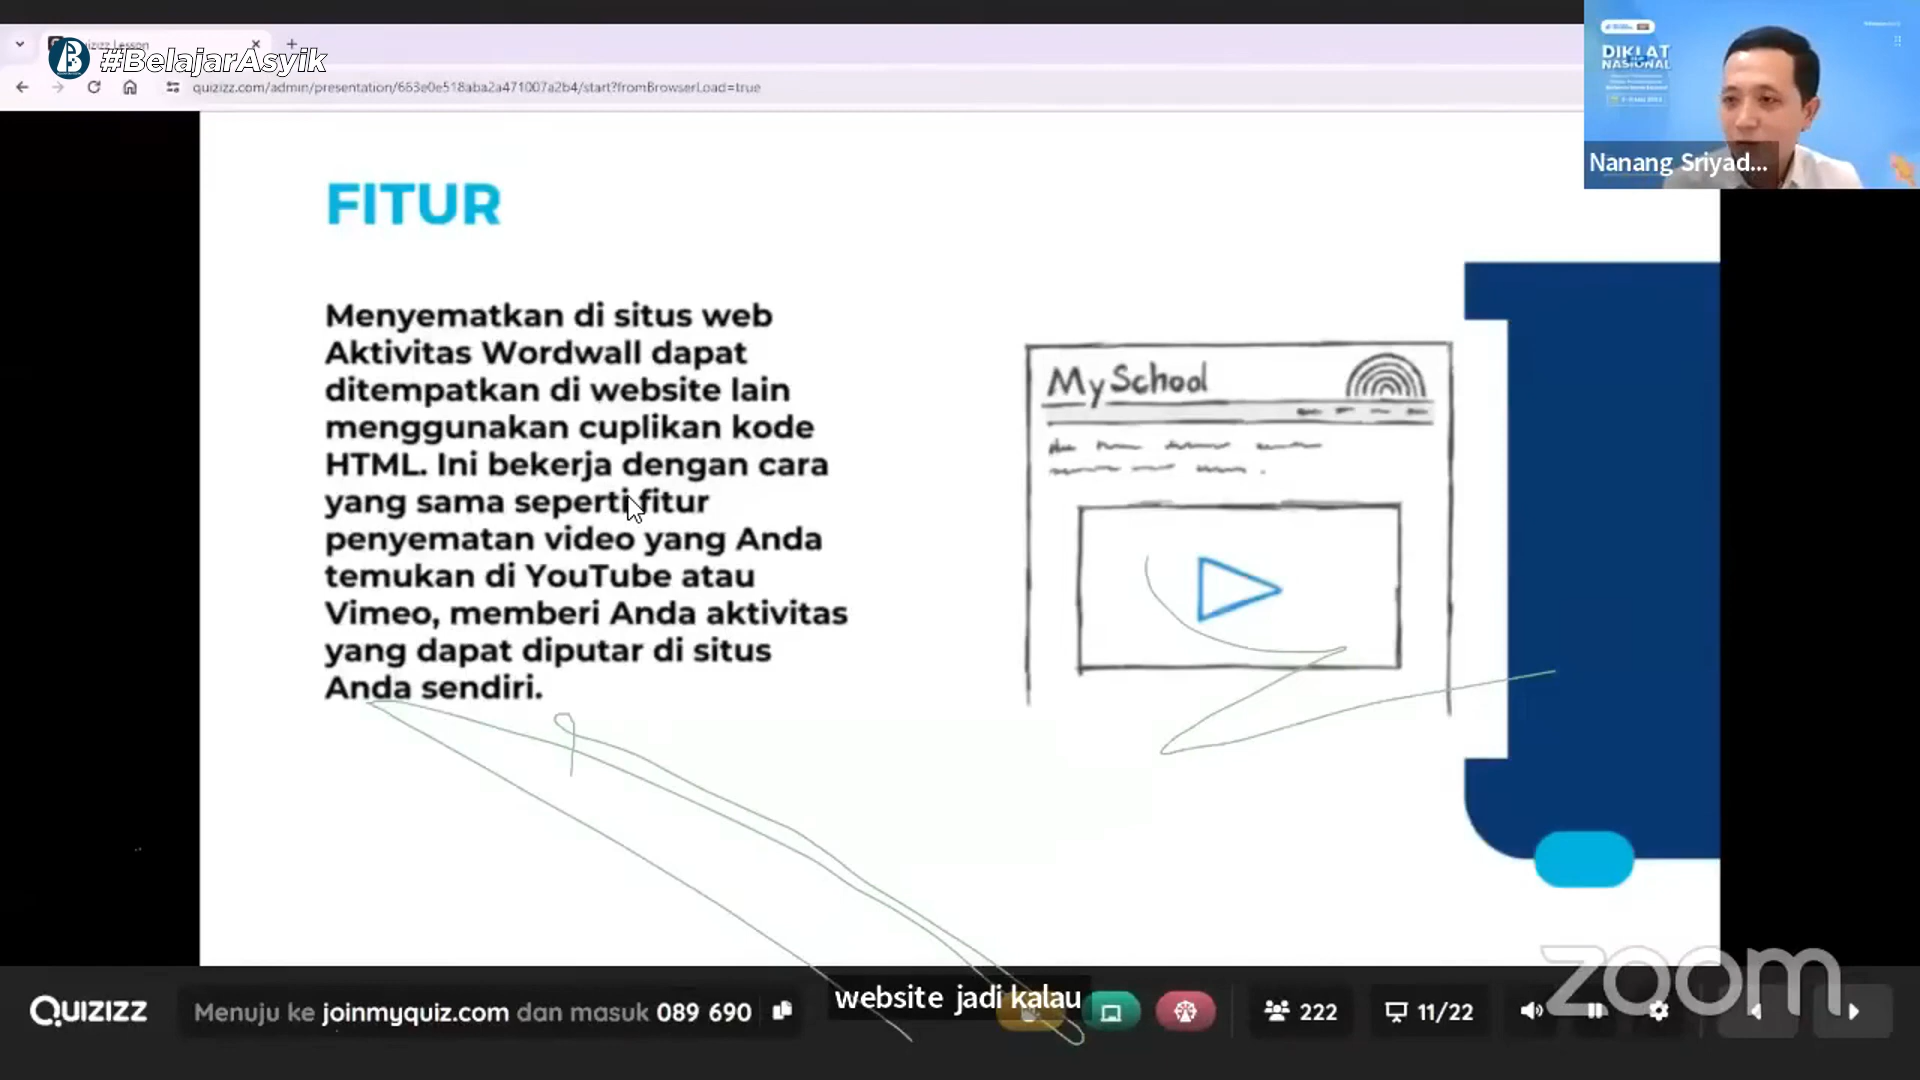 Quizizz Lesson
#BelajarAsyik
quizizz.com/admin/presentation/663e0e518aba2a471007a2b4/start?fromBrowserLoad=true
DIKLAT
NASIONAL
Nanang Sriyad...
FITUR
Menyematkan di situs web
Aktivitas Wordwall dapat
ditempatkan di website lain
menggunakan cuplikan kode
HTML. Ini bekerja dengan cara
yang sama seperti fitur
penyematan video yang Anda
temukan di YouTube atau
Vimeo, memberi Anda aktivitas
yang dapat diputar di situs
Anda sendiri.
My School
zoom
website jadi kalau
QUIZIZZ
Menuju ke joinmyquiz.com dan masuk 089 690
222
11/22